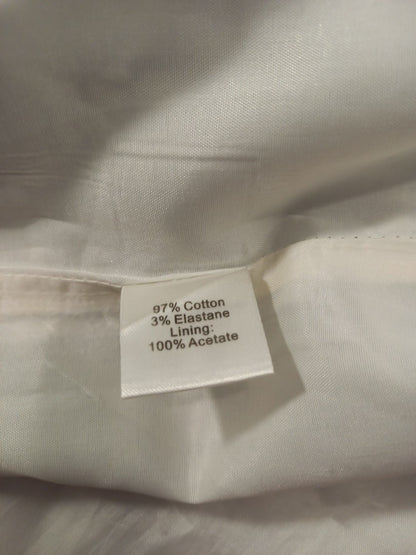 97% Cotton
3% Elastane
Lining:
100% Acetate